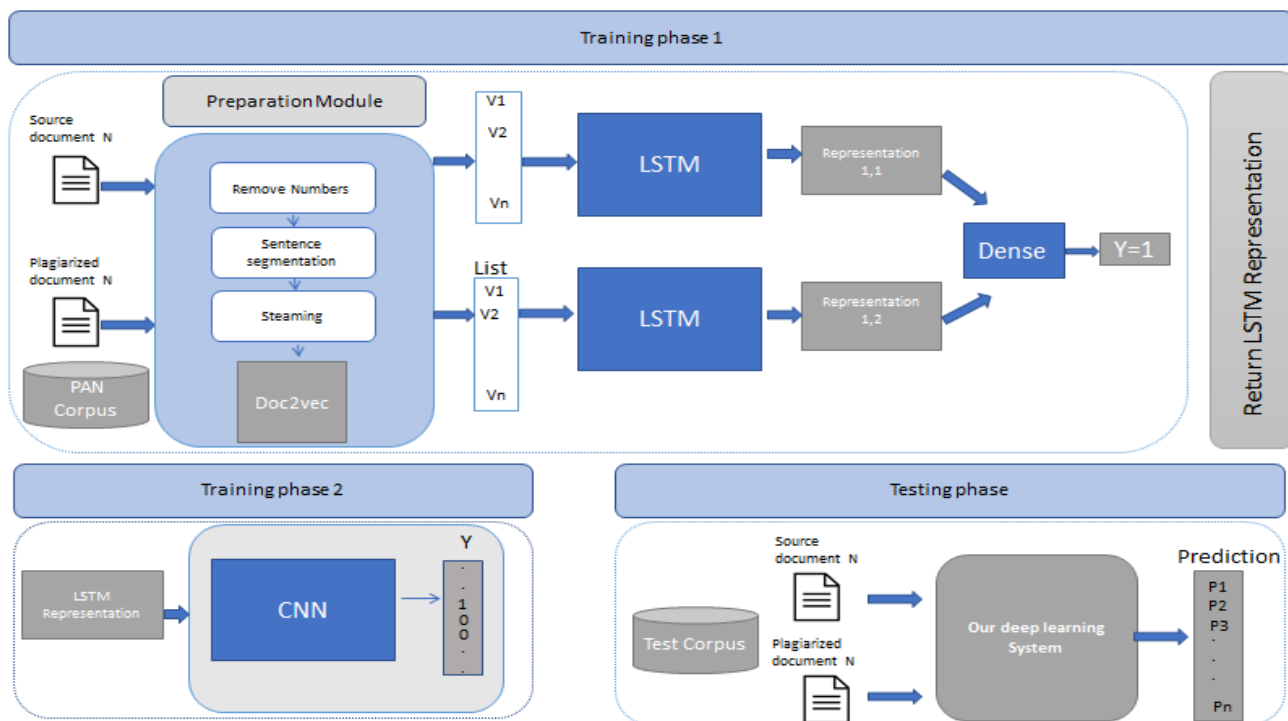 Training phase 1
Preparation Module
Source
document N
Plagiarized
document N
PAN
Corpus
Remove Numbers
Sentence
segmentation
Steaming
Doc2vec
V1
V2
Vn
List
V1
V2
Vn
LSTM
LSTM
Representation
1,1
Representation
1,2
Dense
Y=1
Return LSTM Representation
Training phase 2
LSTM
Representation
CNN
Y
.
.
1
0
0
.
.
Testing phase
Source
document N
Test Corpus
Plagiarized
document N
Our deep learning
System
Prediction
P1
P2
P3
.
.
.
Pn